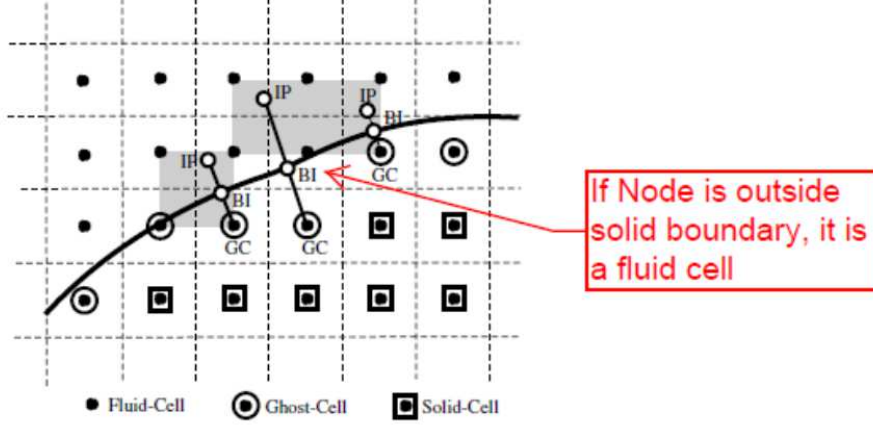 IP
IP
BI
IP
BI
GC
BI
GC
GC
If Node is outside
solid boundary, it is
a fluid cell
Fluid-Cell
Ghost-Cell
Solid-Cell